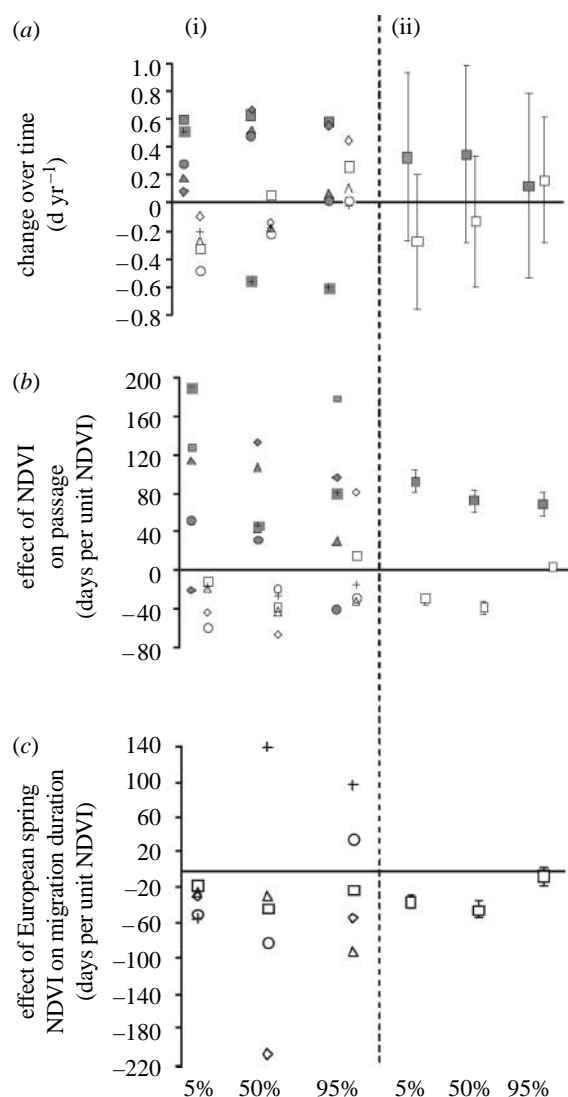 (i) (ii)
(a)
change over time
(d yr⁻¹)
1.0
0.8
0.6
0.4
0.2
0
−0.2
−0.4
−0.6
−0.8
(b)
effect of NDVI
on passage
(days per unit NDVI)
200
160
120
80
40
0
−40
−80
(c)
effect of European spring
NDVI on migration duration
(days per unit NDVI)
140
100
60
20
−20
−60
−100
−140
−180
−220
5% 50% 95% 5% 50% 95%